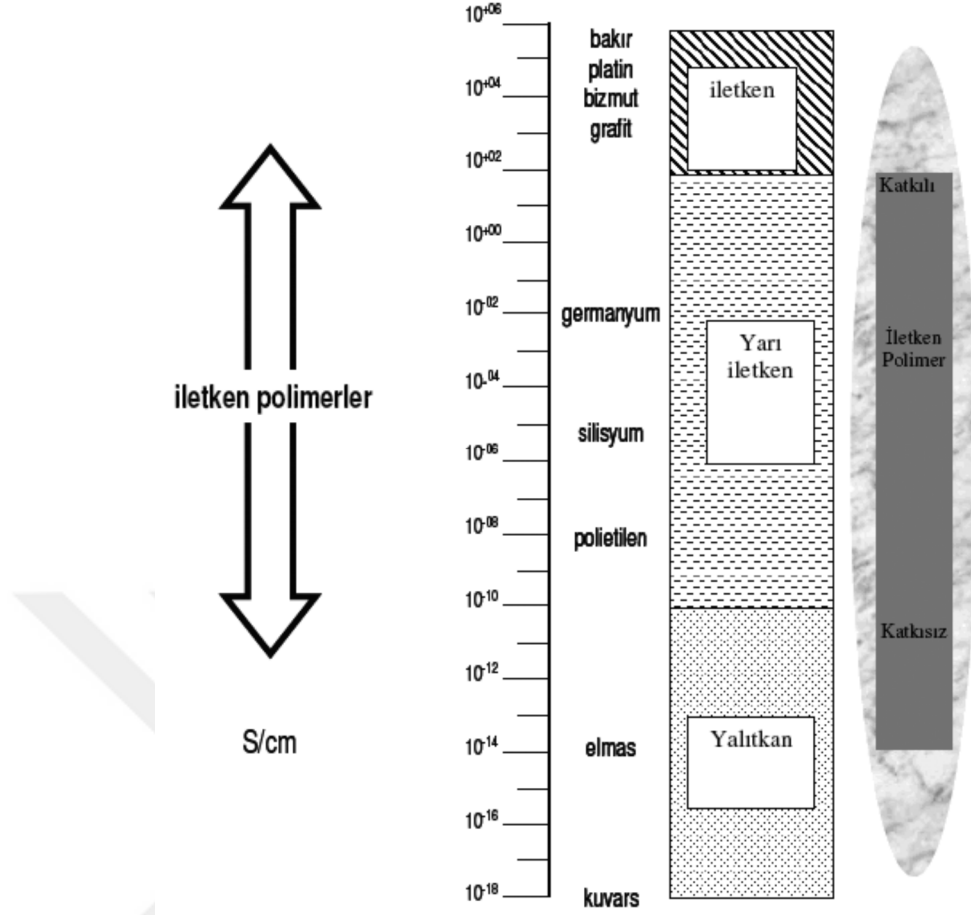 iletken polimerler
S/cm
10+06
10+04
10+02
10+00
10-02
10-04
10-06
10-08
10-10
10-12
10-14
10-16
10-18
bakır
platin
bizmut
grafit
germanyum
silisyum
polietilen
elmas
kuvars
iletken
Yarı
iletken
Yalıtkan
Katkılı
İletken
Polimer
Katkısız